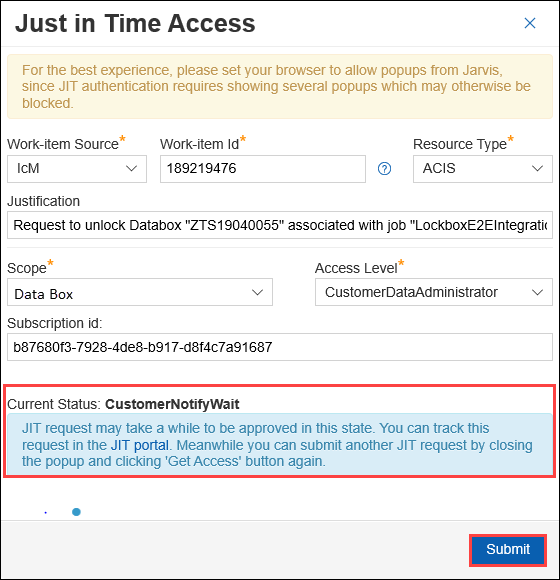 Just in Time Access
For the best experience, please set your browser to allow popups from Jarvis,
since JIT authentication requires showing several popups which may otherwise be
blocked.
Work-item Source* Work-item Id* Resource Type*
IcM 189219476 ACIS
Justification
Request to unlock Databox "ZTS19040055" associated with job "LockboxE2EIntegratio
Scope* Access Level*
Data Box CustomerDataAdministrator
Subscription id:
b87680f3-7928-4de8-b917-d8f4c7a91687
Current Status: CustomerNotifyWait
JIT request may take a while to be approved in this state. You can track this
request in the JIT portal. Meanwhile you can submit another JIT request by closing
the popup and clicking 'Get Access' button again.
Submit